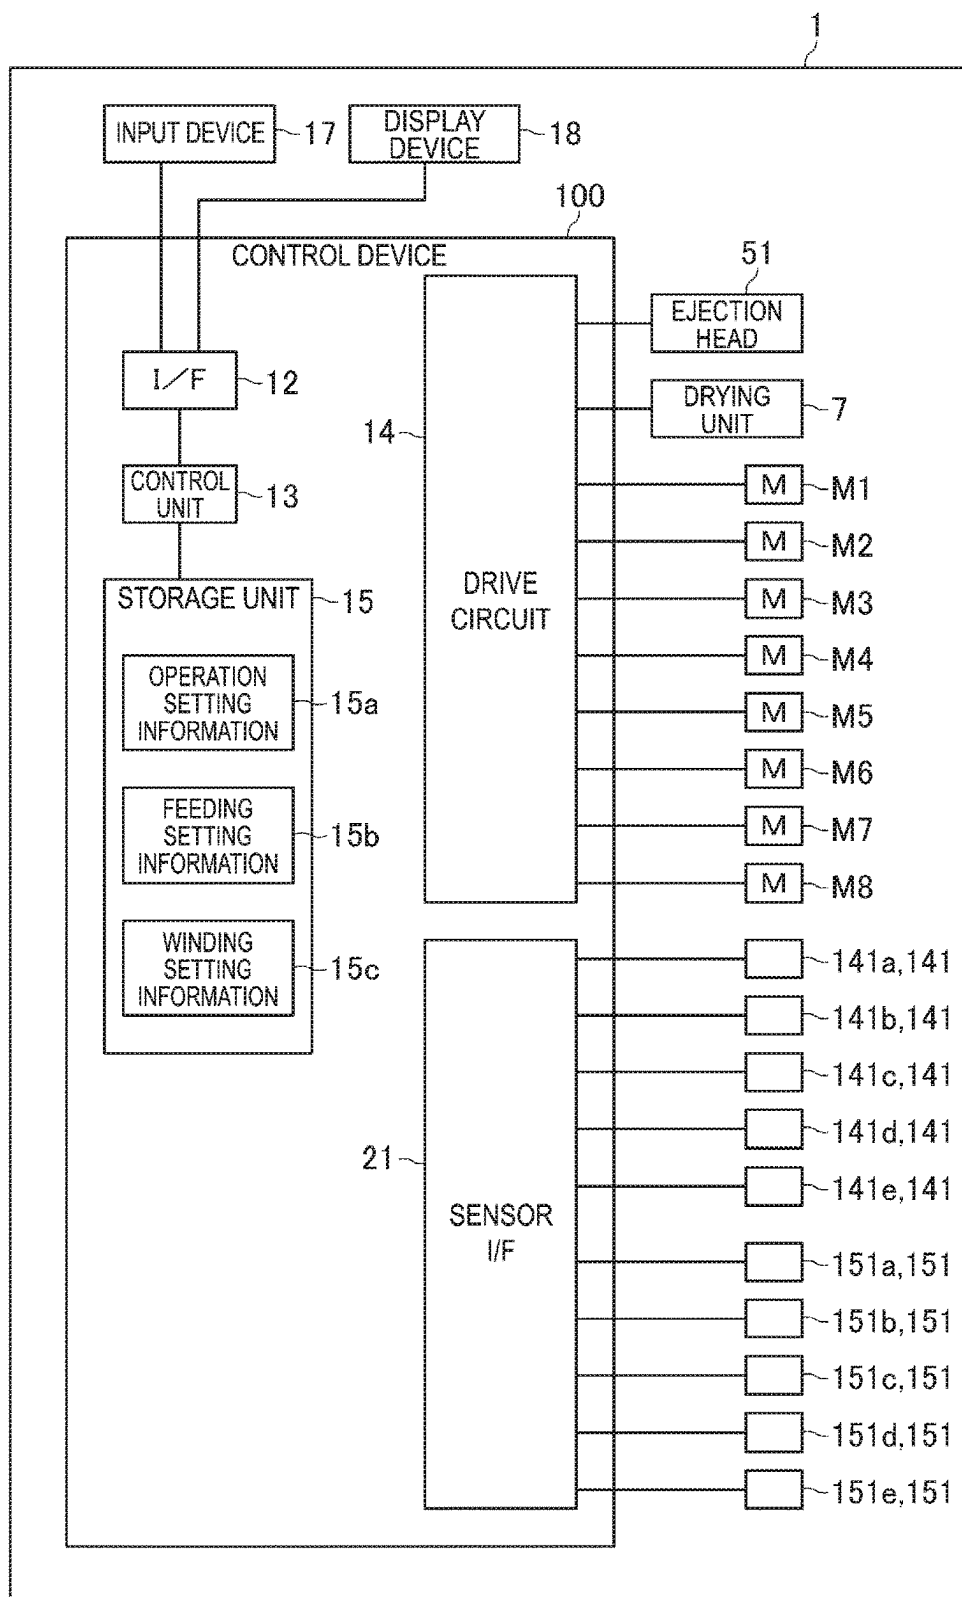 1
INPUT DEVICE
17
DISPLAY
DEVICE
18
100
CONTROL DEVICE
51
EJECTION
HEAD
I/F
12
DRYING
UNIT
7
14
CONTROL
UNIT
13
M
M1
M
M2
DRIVE
CIRCUIT
STORAGE UNIT
15
M
M3
OPERATION
SETTING
INFORMATION
15a
M
M4
M
M5
M
M6
FEEDING
SETTING
INFORMATION
15b
M
M7
M
M8
WINDING
SETTING
INFORMATION
15c
141a,141
141b,141
141c,141
141d,141
21
141e,141
SENSOR
I/F
151a,151
151b,151
151c,151
151d,151
151e,151